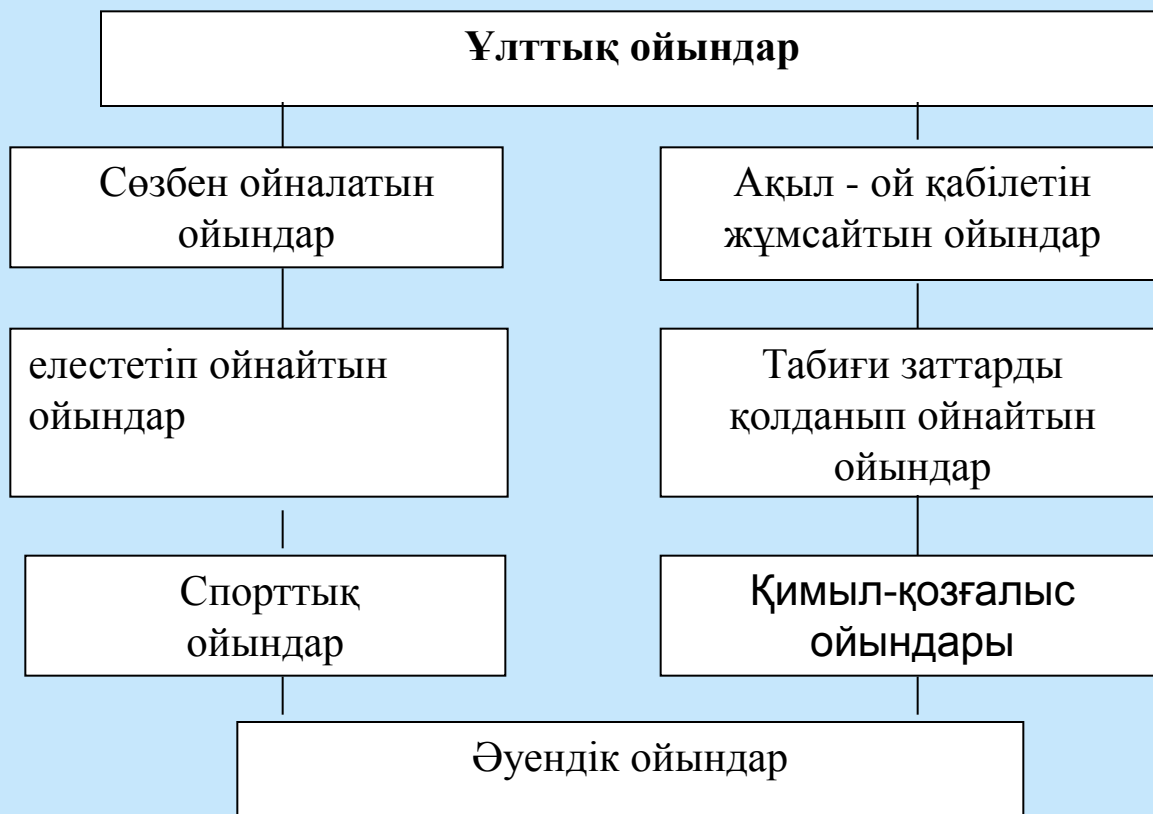 Ұлттық ойындар
Сөзбен ойналатын
ойындар
Ақыл - ой қабілетін
жұмсайтын ойындар
елестетіп ойнайтын
ойындар
Табиғи заттарды
қолданып ойнайтын
ойындар
Спорттық
ойындар
Қимыл-қозғалыс
ойындары
Әуендік ойындар